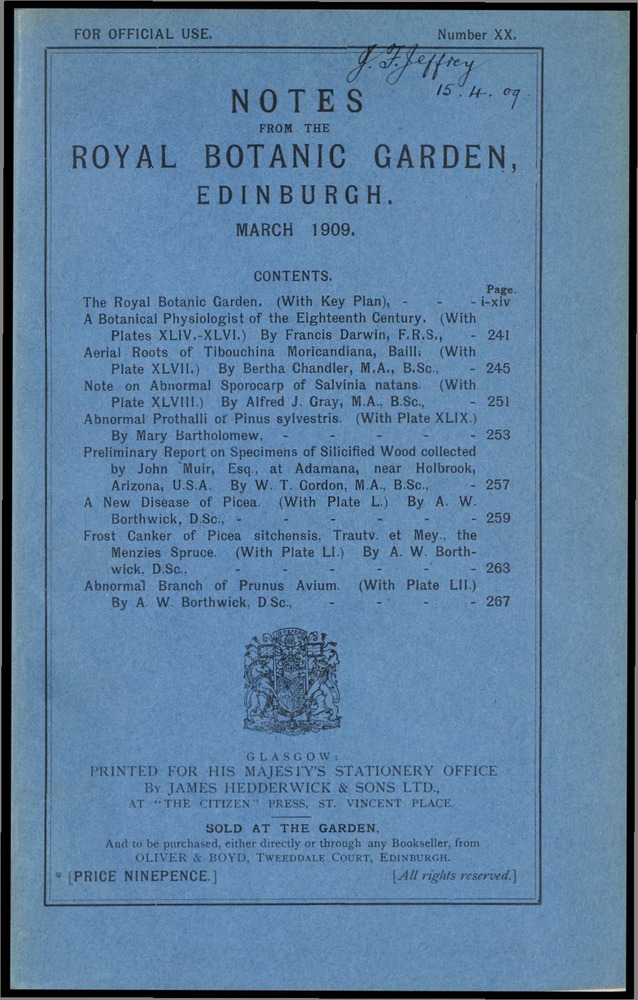 FOR OFFICIAL USE. Number XX.
J. F. Jeffrey
15.4.09.
NOTES
FROM THE
ROYAL BOTANIC GARDEN,
EDINBURGH.
MARCH 1909.
CONTENTS.
Page.
The Royal Botanic Garden. (With Key Plan), - - - i-xiv
A Botanical Physiologist of the Eighteenth Century. (With
Plates XLIV.-XLVI.) By Francis Darwin, F.R.S., - 241
Aerial Roots of Tibouchina Moricandiana, Baill. (With
Plate XLVII.) By Bertha Chandler, M.A., B.Sc., - 245
Note on Abnormal Sporocarp of Salvinia natans. (With
Plate XLVIII.) By Alfred J. Gray, M.A., B.Sc., - 251
Abnormal Prothalli of Pinus sylvestris. (With Plate XLIX.)
By Mary Bartholomew, - - - - - 253
Preliminary Report on Specimens of Silicified Wood collected
by John Muir, Esq., at Adamana, near Holbrook,
Arizona, U.S.A. By W. T. Gordon, M.A., B.Sc., - 257
A New Disease of Picea. (With Plate L.) By A. W.
Borthwick, D.Sc., - - - - - - 259
Frost Canker of Picea sitchensis, Trautv. et Mey., the
Menzies Spruce. (With Plate LI.) By A. W. Borth-
wick, D.Sc., - - - - - - 263
Abnormal Branch of Prunus Avium. (With Plate LII.)
By A. W. Borthwick, D.Sc., - - - - 267
GLASGOW:
PRINTED FOR HIS MAJESTY'S STATIONERY OFFICE
By JAMES HEDDERWICK & SONS LTD.,
AT "THE CITIZEN" PRESS, ST. VINCENT PLACE.
SOLD AT THE GARDEN.
And to be purchased, either directly or through any Bookseller, from
OLIVER & BOYD, TWEEDDALE COURT, EDINBURGH.
[PRICE NINEPENCE.] [All rights reserved.]